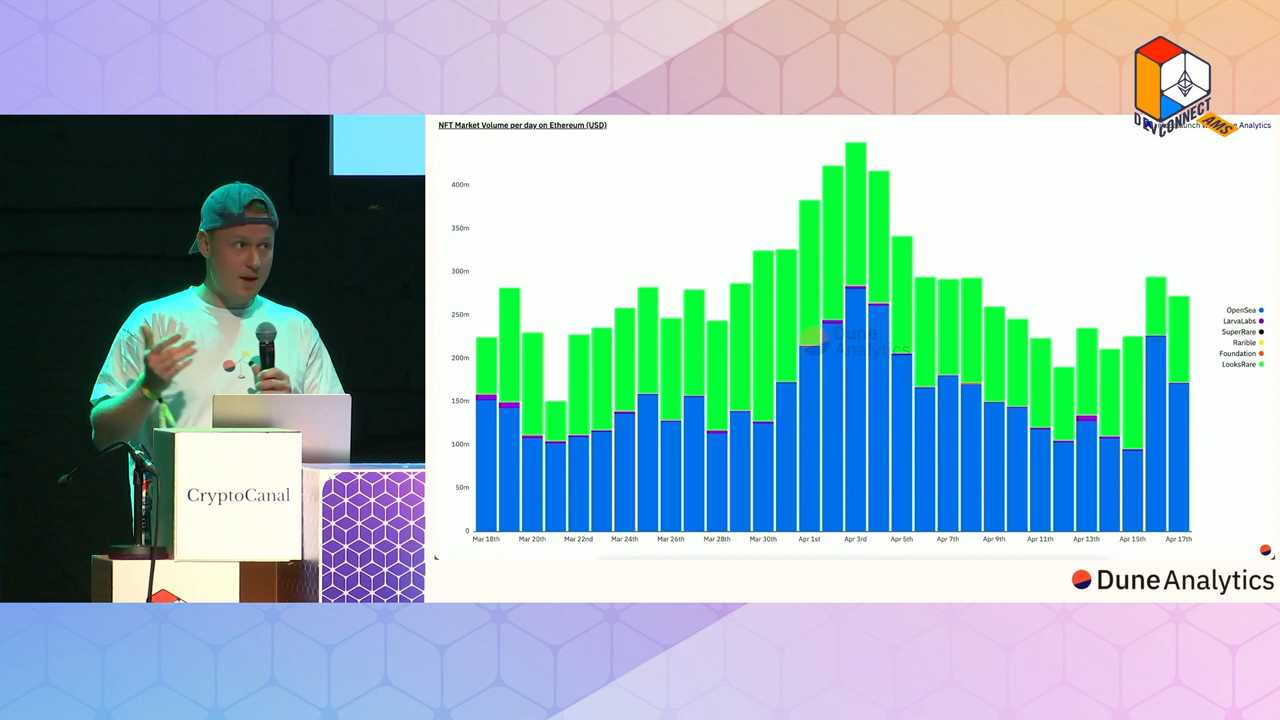 DEVCONNECT
AMS
NFT Market Volume per day on Ethereum (USD)
Analytics
400m
350m
300m
250m
200m
150m
100m
50m
0
Dune
Analytics
OpenSea
LarvaLabs
SuperRare
Rarible
Foundation
LooksRare
Mar 18th Mar 20th Mar 22nd Mar 24th Mar 26th Mar 28th Mar 30th Apr 1st Apr 3rd Apr 5th Apr 7th Apr 9th Apr 11th Apr 13th Apr 15th Apr 17th
CryptoCanal
Dune Analytics